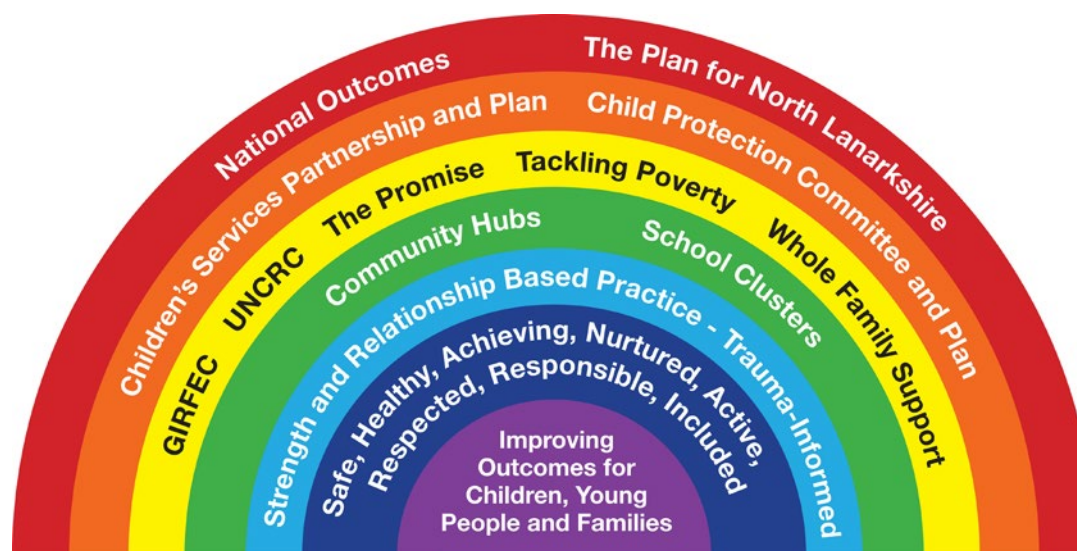 National Outcomes
The Plan for North Lanarkshire
Children’s Services Partnership and Plan
Child Protection Committee and Plan
GIRFEC
UNCRC
The Promise
Tackling Poverty
Whole Family Support
Community Hubs
School Clusters
Strength and Relationship Based Practice - Trauma-Informed
Safe, Healthy, Achieving, Nurtured, Active,
Respected, Responsible, Included
Improving
Outcomes for
Children, Young
People and Families